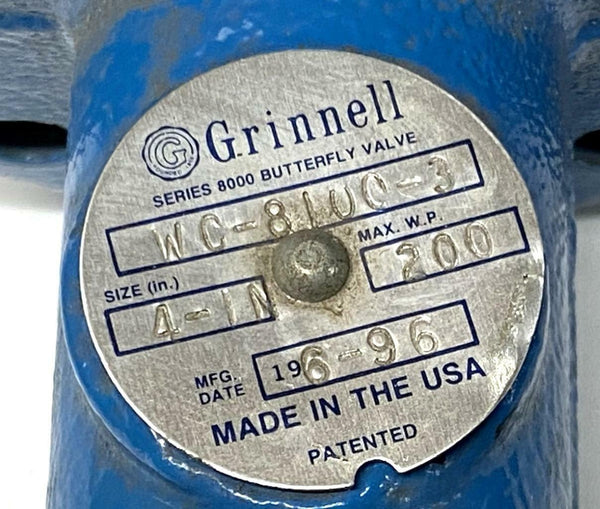 G
Grinnell
SERIES 8000 BUTTERFLY VALVE
WC-8100-3
SIZE (in.) MAX. W.P.
4-IN 200
MFG. DATE 196-96
MADE IN THE USA
PATENTED